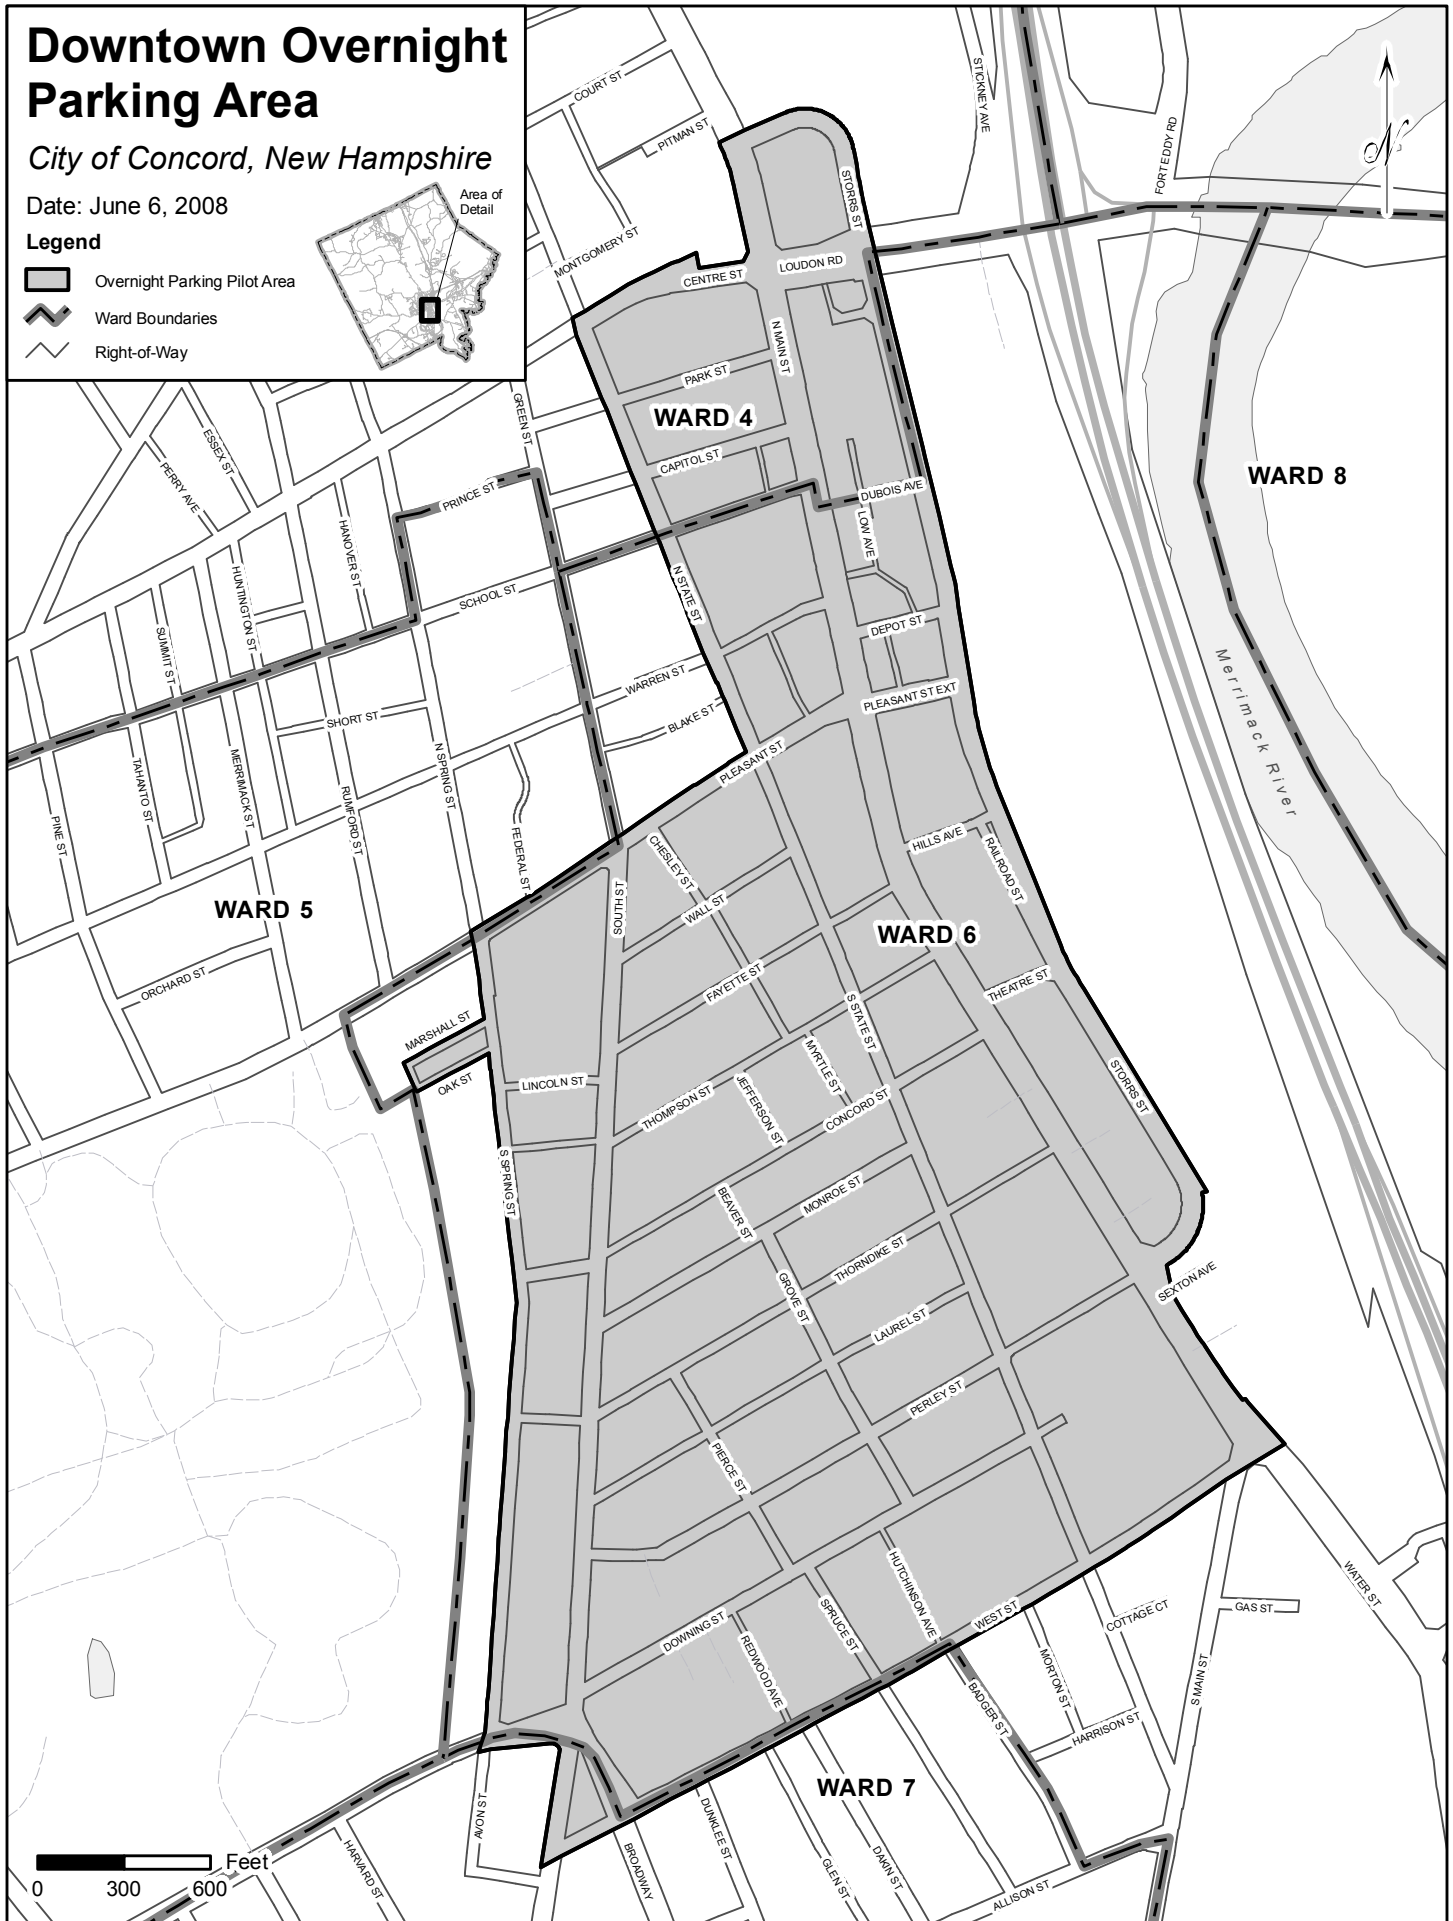 Downtown Overnight
Parking Area
City of Concord, New Hampshire
Date: June 6, 2008
Area of
Detail
Legend
Overnight Parking Pilot Area
Ward Boundaries
Right-of-Way
N
COURT ST
PITMAN ST
STICKNEY AVE
FORT EDDY RD
STORRS ST
MONTGOMERY ST
CENTRE ST
LOUDON RD
N MAIN ST
PARK ST
WARD 4
GREEN ST
ESSEX ST
PERRY AVE
CAPITOL ST
WARD 8
PRINCE ST
DUBOIS AVE
HANOVER ST
LOW AVE
HUNTINGTON ST
SCHOOL ST
N STATE ST
DEPOT ST
SUMMIT ST
WARREN ST
PLEASANT ST EXT
Merrimack River
SHORT ST
BLAKE ST
N SPRING ST
PLEASANT ST
TAHANTO ST
MERRIMACK ST
RUMFORD ST
PINE ST
FEDERAL ST
CHESLEY ST
HILLS AVE
RAILROAD ST
WARD 5
SOUTH ST
WALL ST
WARD 6
ORCHARD ST
FAYETTE ST
THEATRE ST
MARSHALL ST
S STATE ST
OAK ST
LINCOLN ST
THOMPSON ST
JEFFERSON ST
MYRTLE ST
CONCORD ST
STORRS ST
S SPRING ST
BEAVER ST
MONROE ST
THORNDIKE ST
GROVE ST
SEXTON AVE
LAUREL ST
PERLEY ST
PIERCE ST
HUTCHINSON AVE
WATER ST
SPRUCE ST
WEST ST
COTTAGE CT
GAS ST
DOWNING ST
REDWOOD AVE
MORTON ST
S MAIN ST
BADGER ST
HARRISON ST
WARD 7
AVON ST
DUNKLEE ST
HARVARD ST
BROADWAY
GLEN ST
DAKIN ST
ALLISON ST
Feet
0 300 600